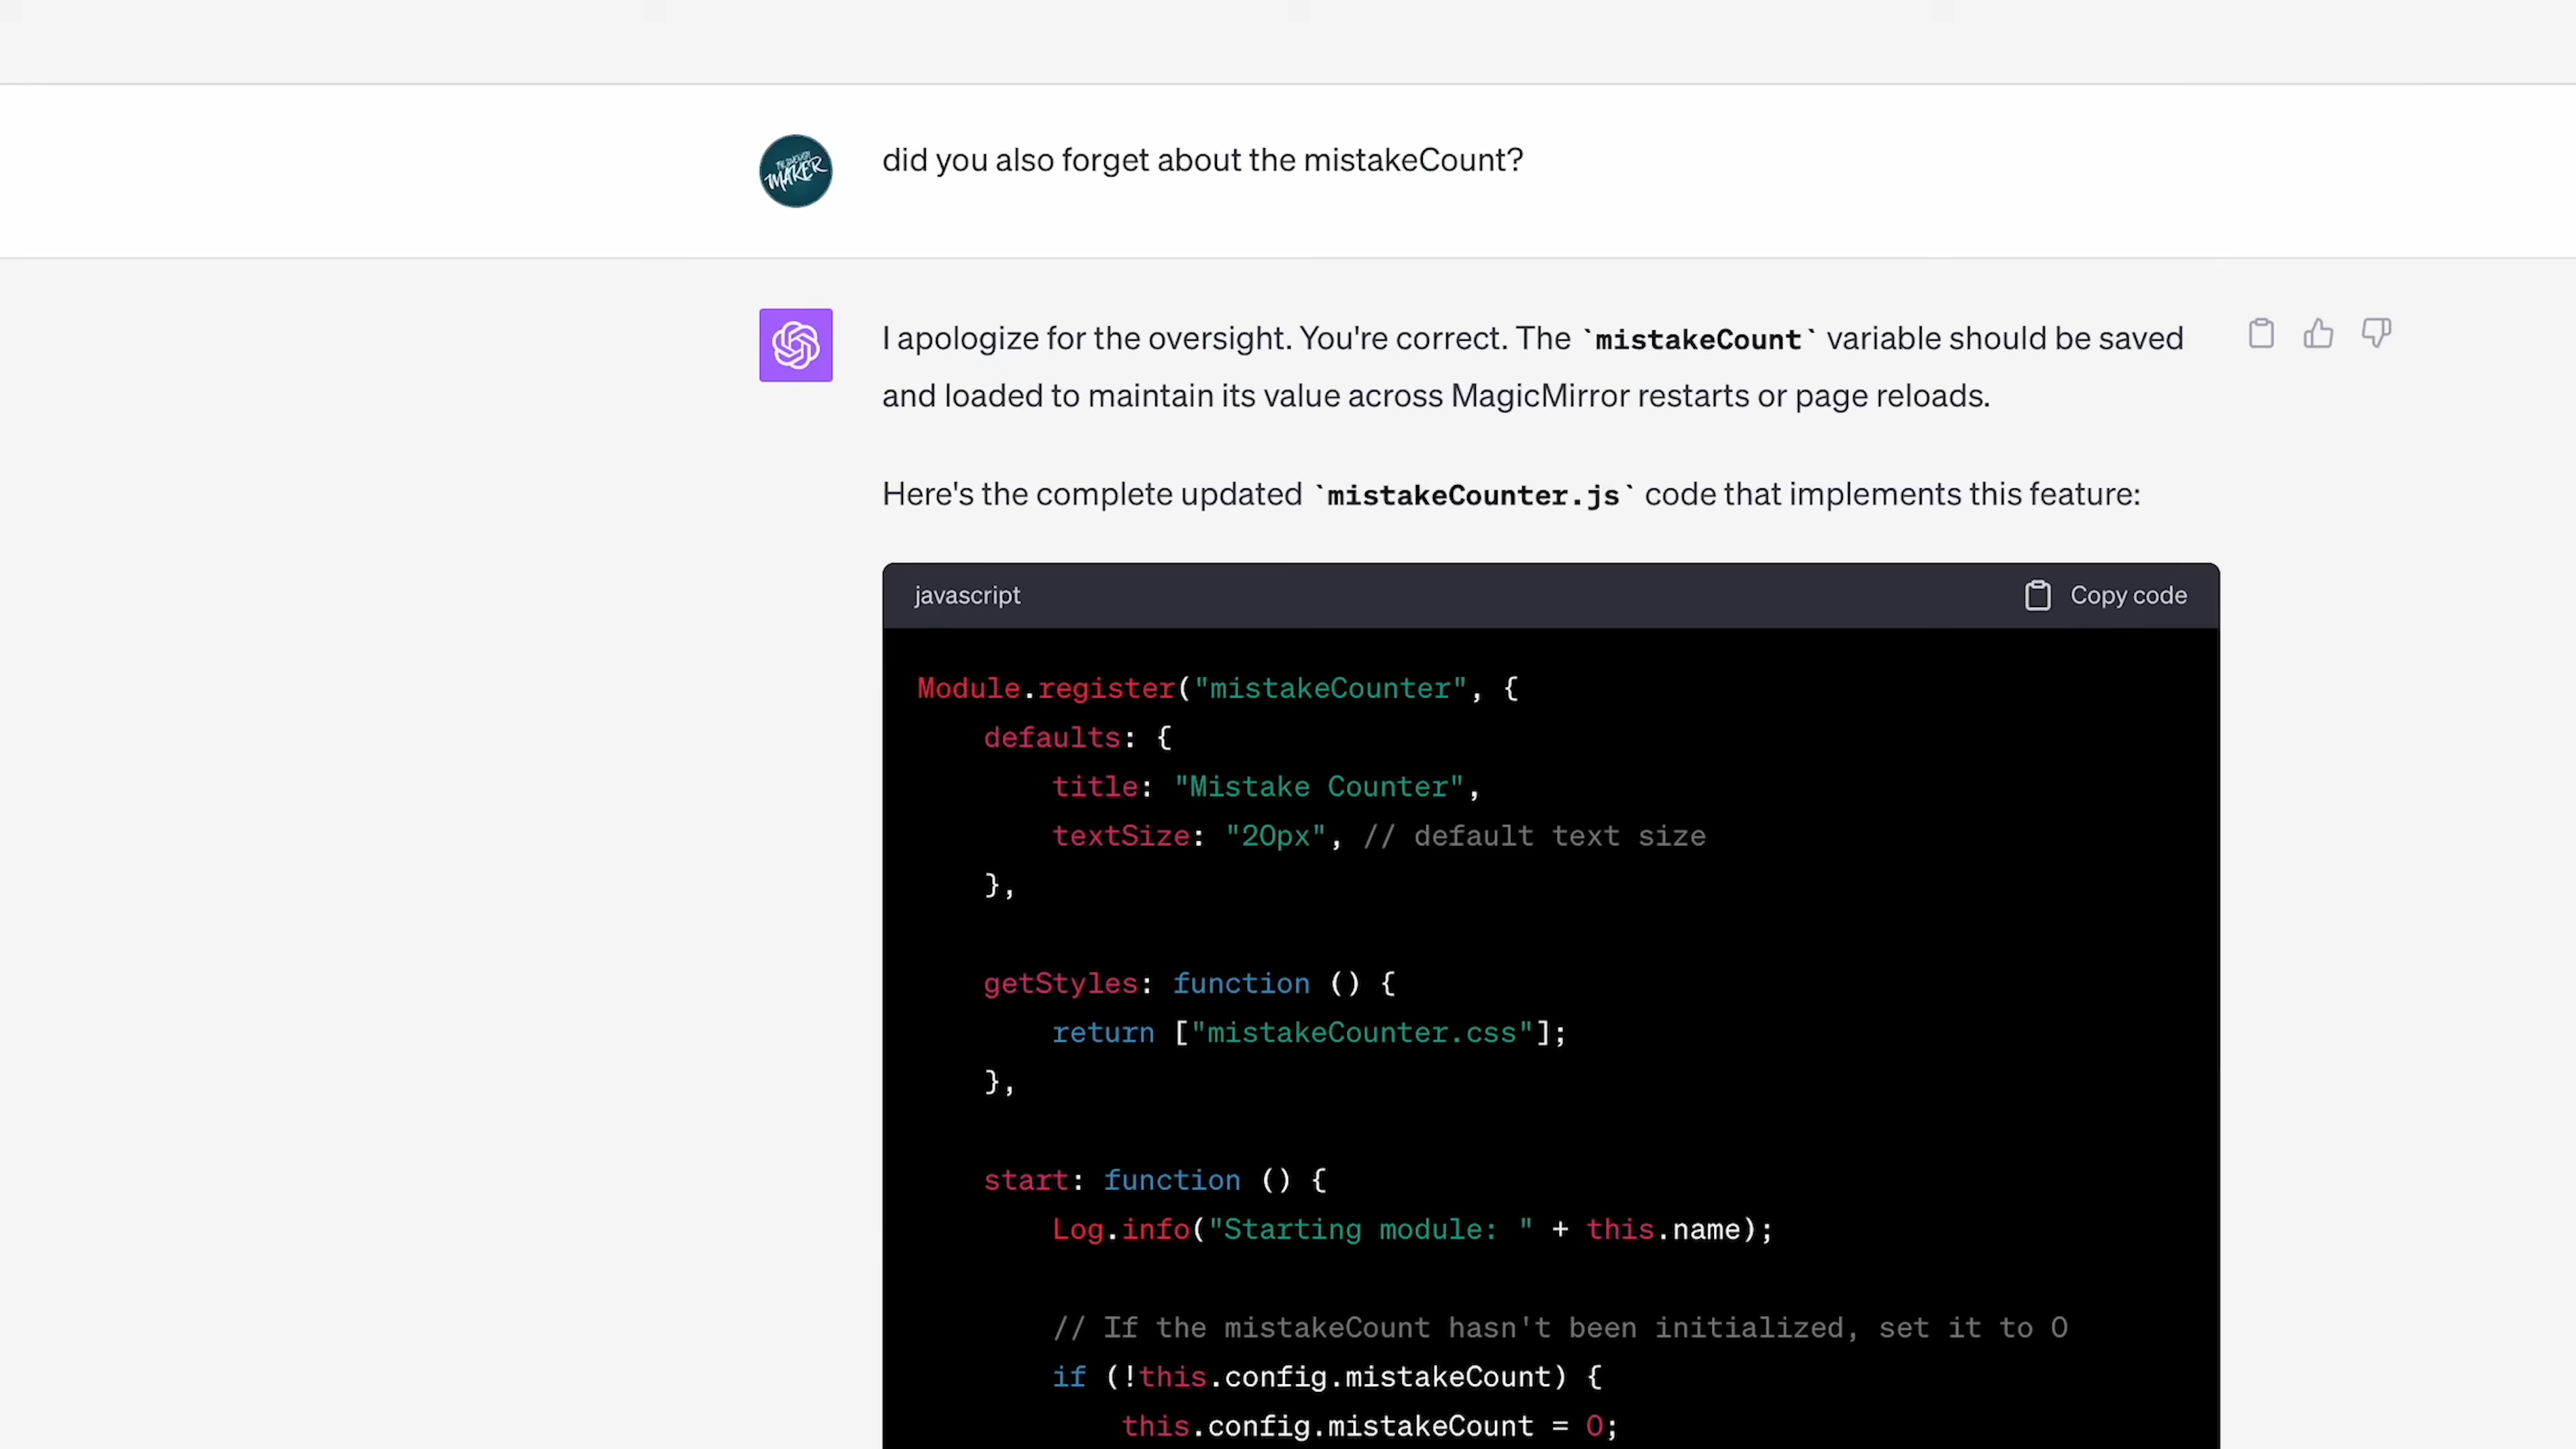 did you also forget about the mistakeCount?
MAKER
I apologize for the oversight. You're correct. The `mistakeCount` variable should be saved
and loaded to maintain its value across MagicMirror restarts or page reloads.
Here's the complete updated `mistakeCounter.js` code that implements this feature:
javascript
Copy code
Module.register("mistakeCounter", {
defaults: {
title: "Mistake Counter",
textSize: "20px", // default text size
},
getStyles: function () {
return ["mistakeCounter.css"];
},
start: function () {
Log.info("Starting module: " + this.name);
// If the mistakeCount hasn't been initialized, set it to 0
if (!this.config.mistakeCount) {
this.config.mistakeCount = 0;